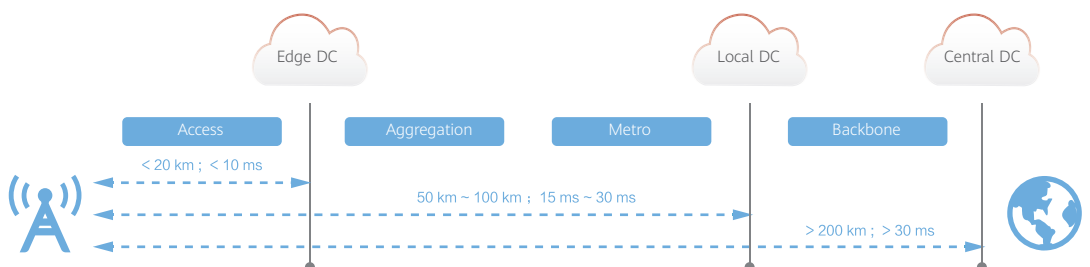 Edge DC
Local DC
Central DC
Access
Aggregation
Metro
Backbone
< 20 km ; < 10 ms
50 km ~ 100 km ; 15 ms ~ 30 ms
> 200 km ; > 30 ms